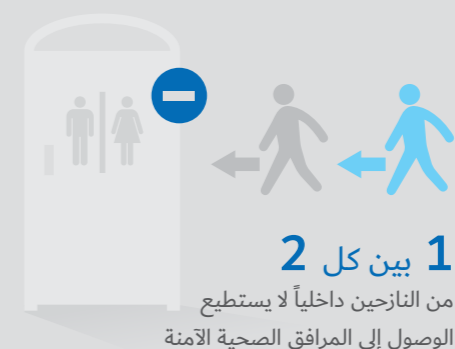 1 بين كل 2
من النازحين داخلياً لا يستطيع
الوصول إلى المرافق الصحية الآمنة